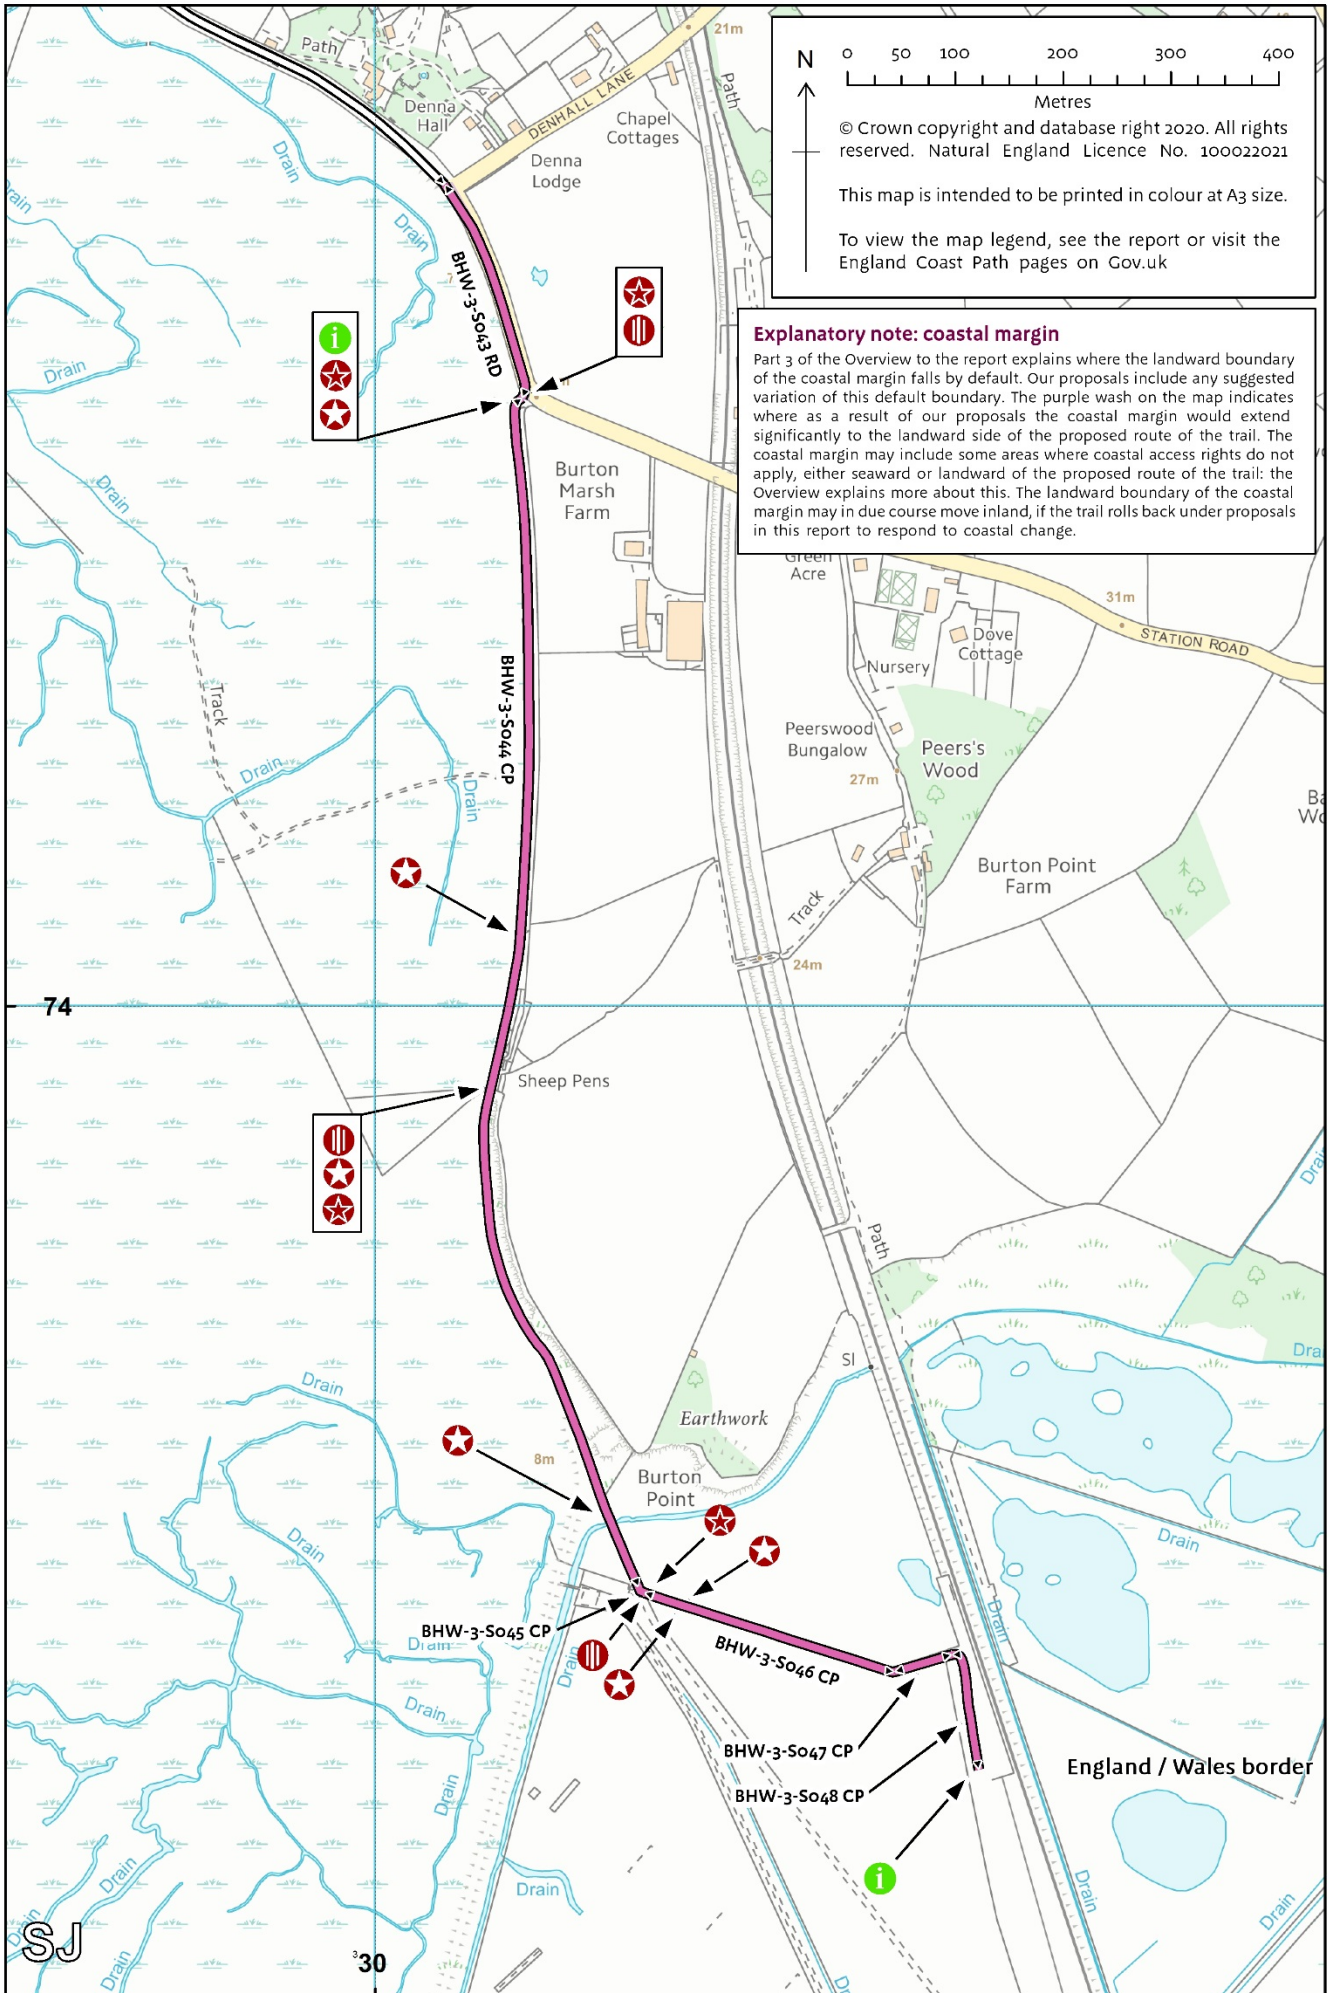 Path
21m
Denna
Hall
DENHALL LANE
Chapel
Cottages
Path
Denna
Lodge
Drain
Drain
Drain
N
0 50 100 200 300 400
Metres
© Crown copyright and database right 2020. All rights
reserved. Natural England Licence No. 100022021
This map is intended to be printed in colour at A3 size.
To view the map legend, see the report or visit the
England Coast Path pages on Gov.uk
Explanatory note: coastal margin
Part 3 of the Overview to the report explains where the landward boundary
of the coastal margin falls by default. Our proposals include any suggested
variation of this default boundary. The purple wash on the map indicates
where as a result of our proposals the coastal margin would extend
significantly to the landward side of the proposed route of the trail. The
coastal margin may include some areas where coastal access rights do not
apply, either seaward or landward of the proposed route of the trail: the
Overview explains more about this. The landward boundary of the coastal
margin may in due course move inland, if the trail rolls back under proposals
in this report to respond to coastal change.
BHW-3-S043 RD
i
Drain
Burton
Marsh
Farm
Drain
Green
Acre
31m
STATION ROAD
Dove
Cottage
Nursery
BHW-3-S044 CP
Track
Peerswood
Bungalow
Peers's
Wood
27m
Drain
Drain
Burton Point
Farm
Track
24m
74
Sheep Pens
Path
Sl
Drain
Earthwork
8m
Burton
Point
Drain
Drain
Drain
BHW-3-S045 CP
Drain
Drain
BHW-3-S046 CP
Drain
BHW-3-S047 CP
BHW-3-S048 CP
England / Wales border
Drain
i
Drain
Drain
Drain
Drain
Drain
SJ
330